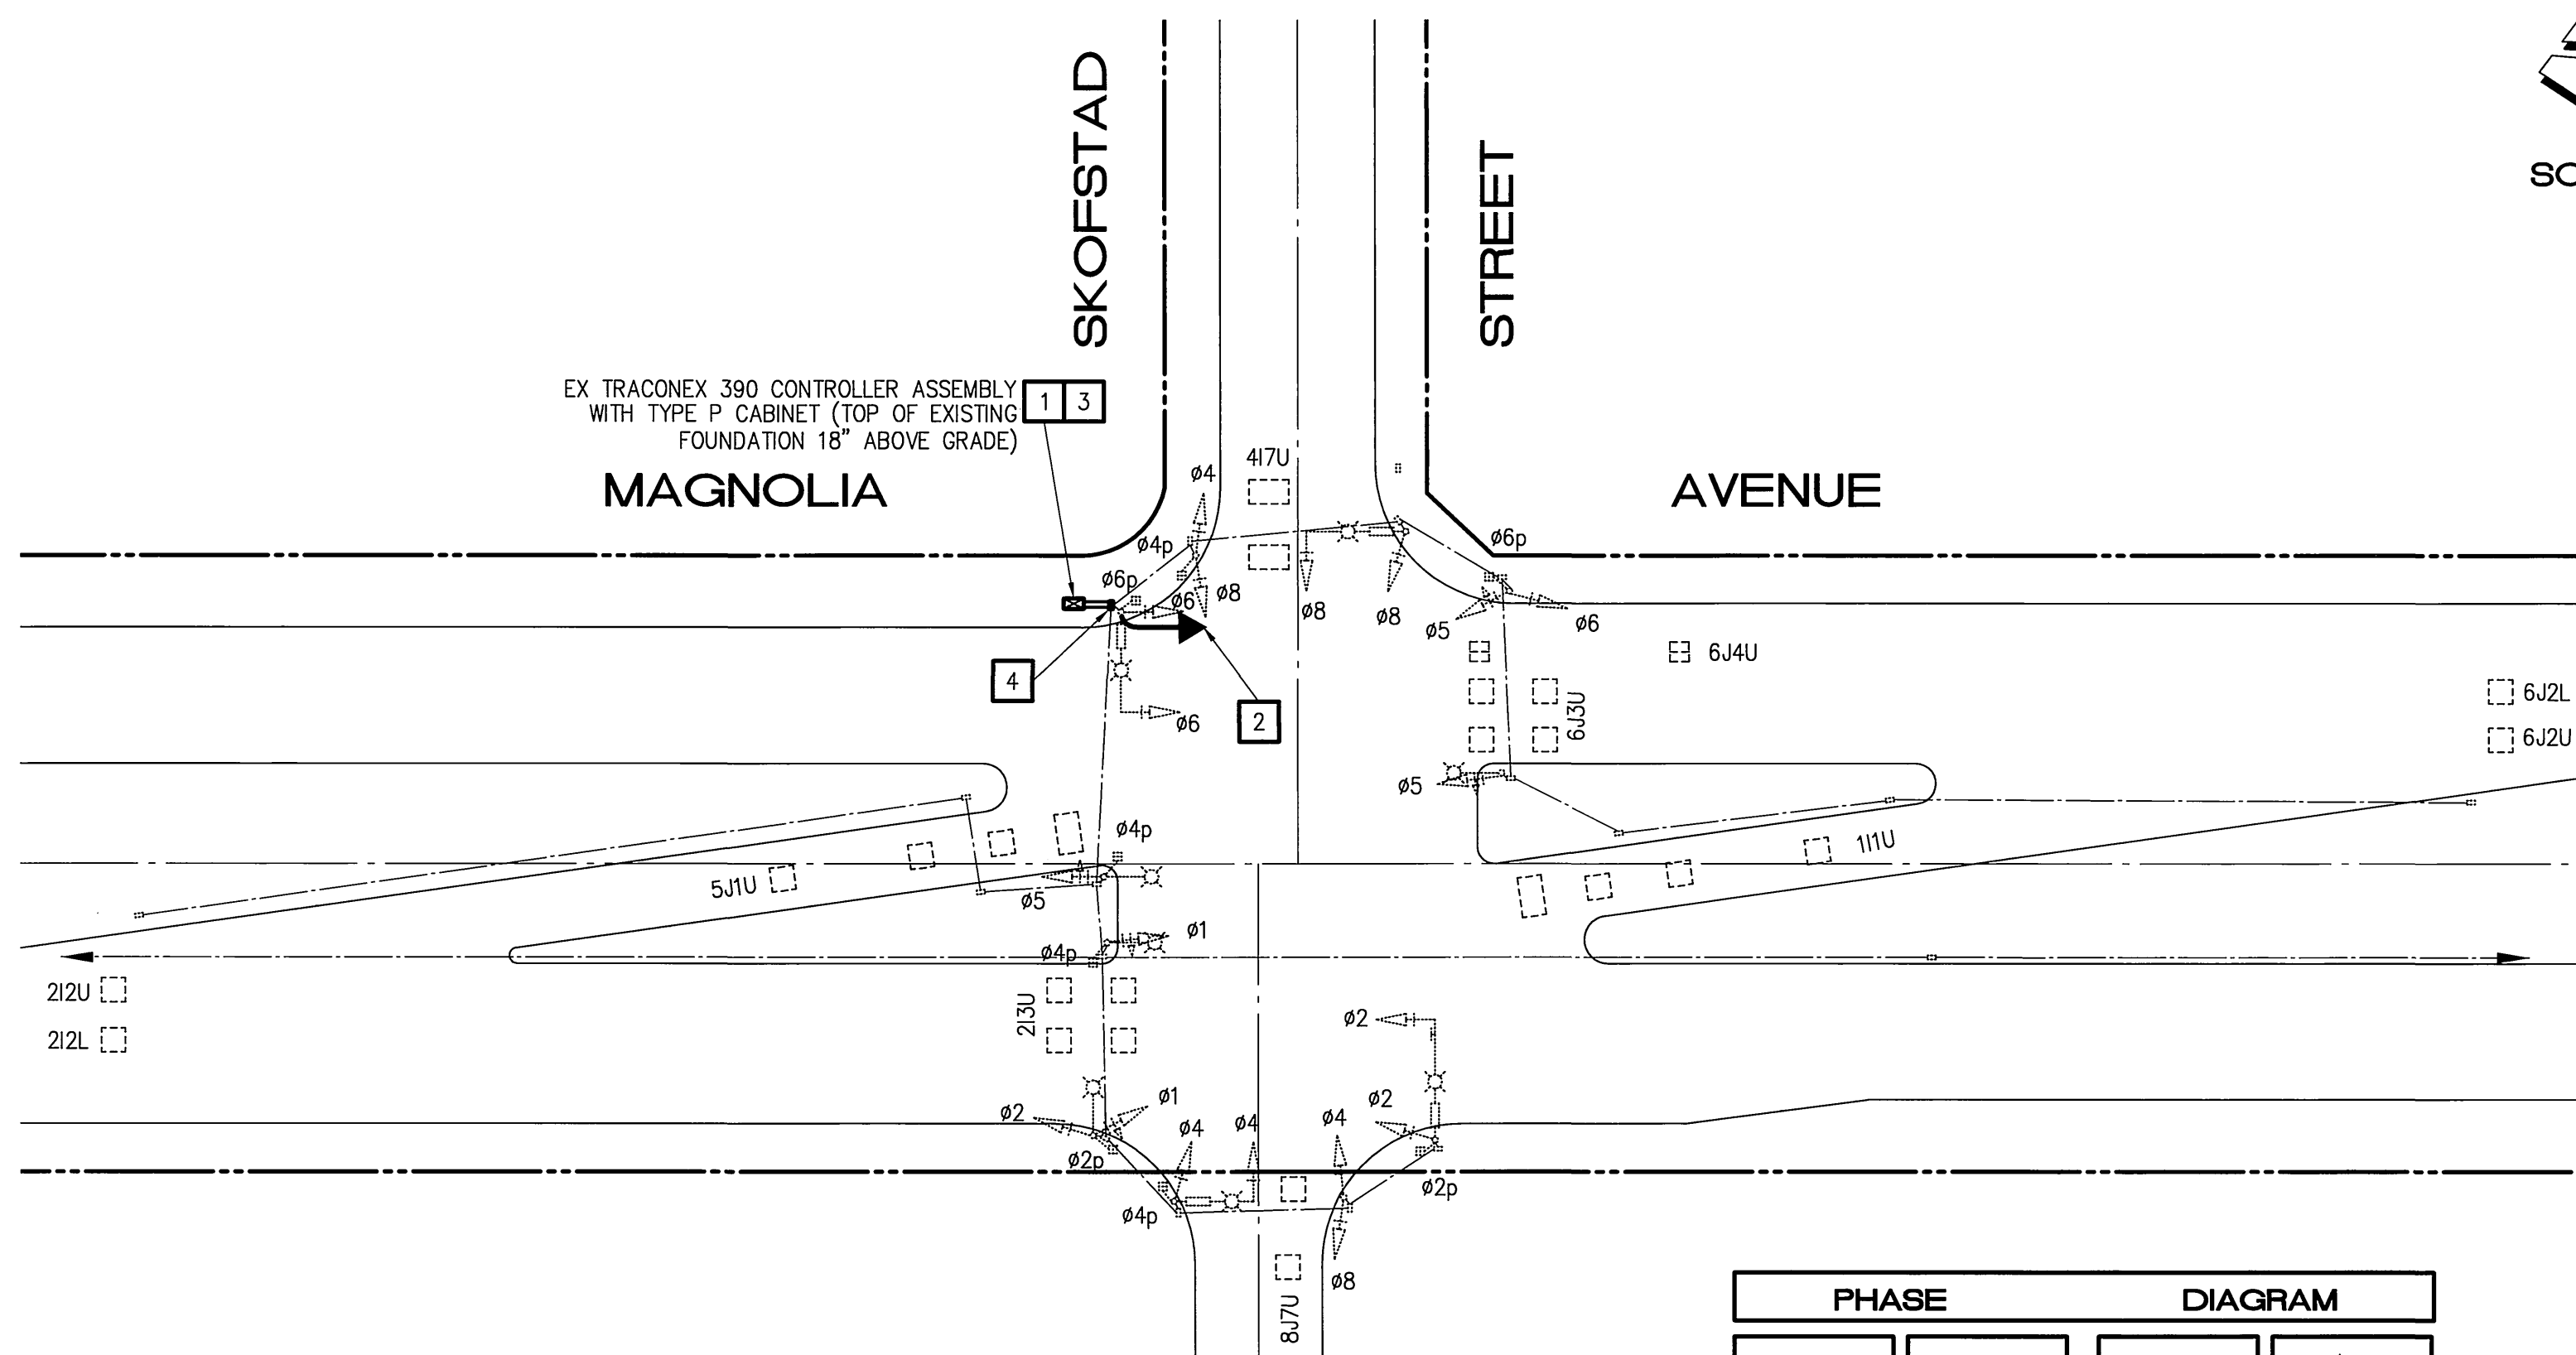 SKOFSTAD
STREET
SO
EX TRACONEX 390 CONTROLLER ASSEMBLY
WITH TYPE P CABINET (TOP OF EXISTING
FOUNDATION 18" ABOVE GRADE)
1 3
MAGNOLIA
AVENUE
ø4
4I7U
ø4p
ø6p
ø6p
ø6
ø8
ø8
ø8
ø5
ø6
6J4U
4
2
ø6
6J3U
6J2L
6J2U
ø5
ø4p
1I1U
5J1U
ø5
ø1
ø4p
2I2U
2I3U
2I2L
ø2
ø2
ø1
ø4
ø4
ø4
ø2
ø2p
ø4p
ø2p
ø8
8J7U
PHASE DIAGRAM